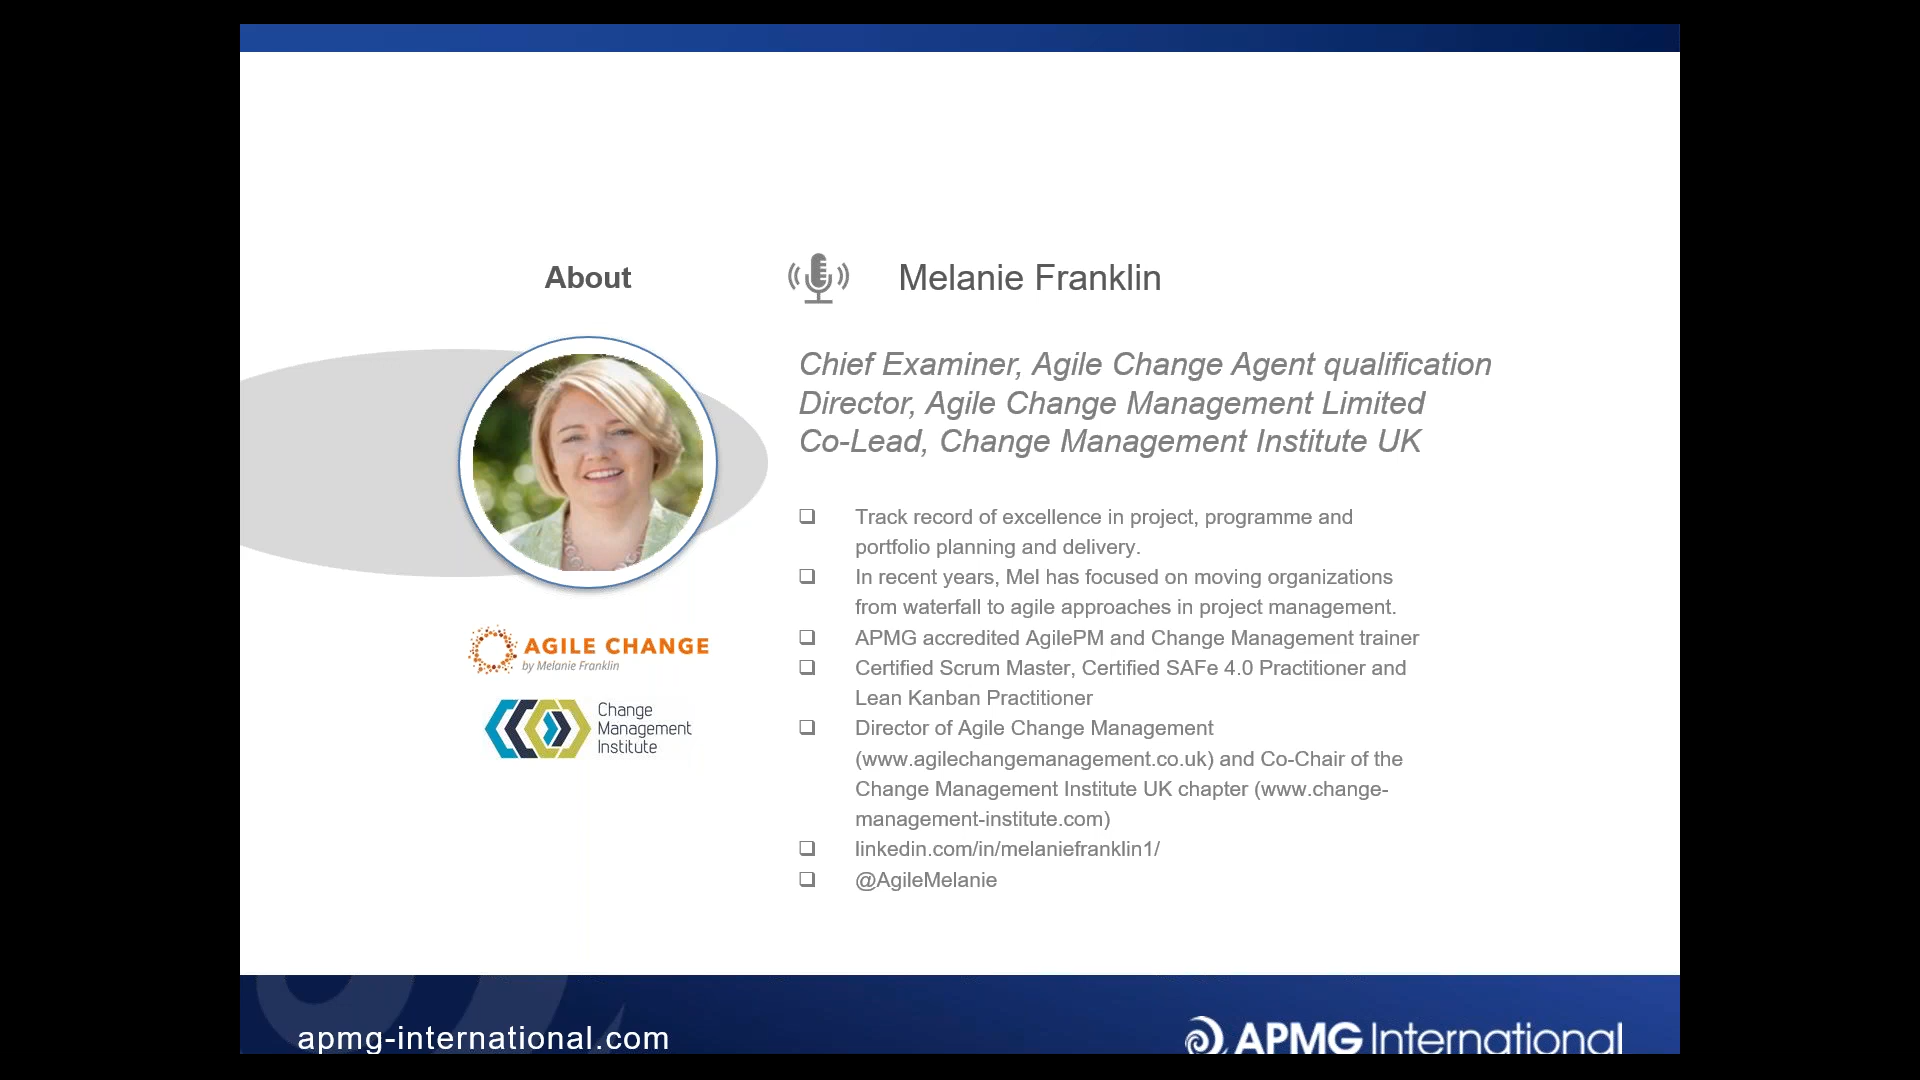 About
Melanie Franklin
Chief Examiner, Agile Change Agent qualification
Director, Agile Change Management Limited
Co-Lead, Change Management Institute UK
Track record of excellence in project, programme and
portfolio planning and delivery.
In recent years, Mel has focused on moving organizations
from waterfall to agile approaches in project management.
APMG accredited AgilePM and Change Management trainer
Certified Scrum Master, Certified SAFe 4.0 Practitioner and
Lean Kanban Practitioner
Director of Agile Change Management
(www.agilechangemanagement.co.uk) and Co-Chair of the
Change Management Institute UK chapter (www.change-
management-institute.com)
linkedin.com/in/melaniefranklin1/
@AgileMelanie
AGILE CHANGE
by Melanie Franklin
Change
Management
Institute
apmg-international.com
APMG International